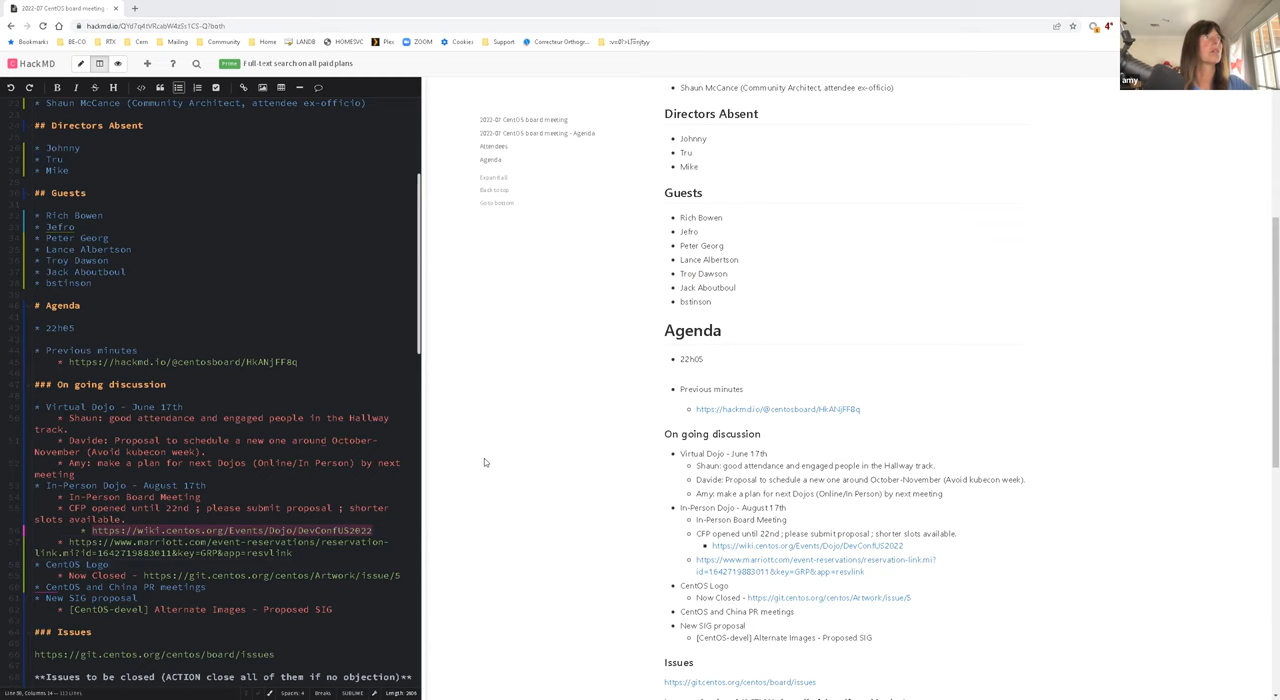 2022-07 CentOS board meeting -
hackmd.io/QYd7q4tVRcabW4zSs1CS-Q?both
Bookmarks BE-CO RTX Cern Mailing Community Home LANDB HOMESVC Plex ZOOM Cookies Support Correcteur Orthogr...
HackMD
Prime Full-text search on all paid plans
amy
* Shaun McCance (Community Architect, attendee ex-officio)
## Directors Absent
* Johnny
* Tru
* Mike
## Guests
* Rich Bowen
* Jefro
* Peter Georg
* Lance Albertson
* Troy Dawson
* Jack Aboutboul
* bstinson
# Agenda
* 22h05
* Previous minutes
* https://hackmd.io/@centosboard/HkANjFF8q
### On going discussion
* Virtual Dojo - June 17th
* Shaun: good attendance and engaged people in the Hallway
track.
* Davide: Proposal to schedule a new one around October-
November (Avoid kubecon week).
* Amy: make a plan for next Dojos (Online/In Person) by next
meeting
* In-Person Dojo - August 17th
* In-Person Board Meeting
* CFP opened until 22nd ; please submit proposal ; shorter
slots available.
* https://wiki.centos.org/Events/Dojo/DevConfUS2022
* https://www.marriott.com/event-reservations/reservation-
link.mi?id=1642719883011&key=GRP&app=resvlink
* CentOS Logo
* Now Closed - https://git.centos.org/centos/Artwork/issue/5
* CentOS and China PR meetings
* New SIG proposal
* [CentOS-devel] Alternate Images - Proposed SIG
### Issues
https://git.centos.org/centos/board/issues
**Issues to be closed (ACTION close all of them if no objection)**
Line 56, Columns 14 — 113 Lines
Spaces: 4 Breaks SUBLIME Length: 2606
2022-07 CentOS board meeting
2022-07 CentOS board meeting - Agenda
Attendees
Agenda
Expand all
Back to top
Go to bottom
Shaun McCance (Community Architect, attendee ex-officio)
Directors Absent
Johnny
Tru
Mike
Guests
Rich Bowen
Jefro
Peter Georg
Lance Albertson
Troy Dawson
Jack Aboutboul
bstinson
Agenda
22h05
Previous minutes
https://hackmd.io/@centosboard/HkANjFF8q
On going discussion
Virtual Dojo - June 17th
Shaun: good attendance and engaged people in the Hallway track.
Davide: Proposal to schedule a new one around October-November (Avoid kubecon week).
Amy: make a plan for next Dojos (Online/In Person) by next meeting
In-Person Dojo - August 17th
In-Person Board Meeting
CFP opened until 22nd ; please submit proposal ; shorter slots available.
https://wiki.centos.org/Events/Dojo/DevConfUS2022
https://www.marriott.com/event-reservations/reservation-link.mi?
id=1642719883011&key=GRP&app=resvlink
CentOS Logo
Now Closed - https://git.centos.org/centos/Artwork/issue/5
CentOS and China PR meetings
New SIG proposal
[CentOS-devel] Alternate Images - Proposed SIG
Issues
https://git.centos.org/centos/board/issues